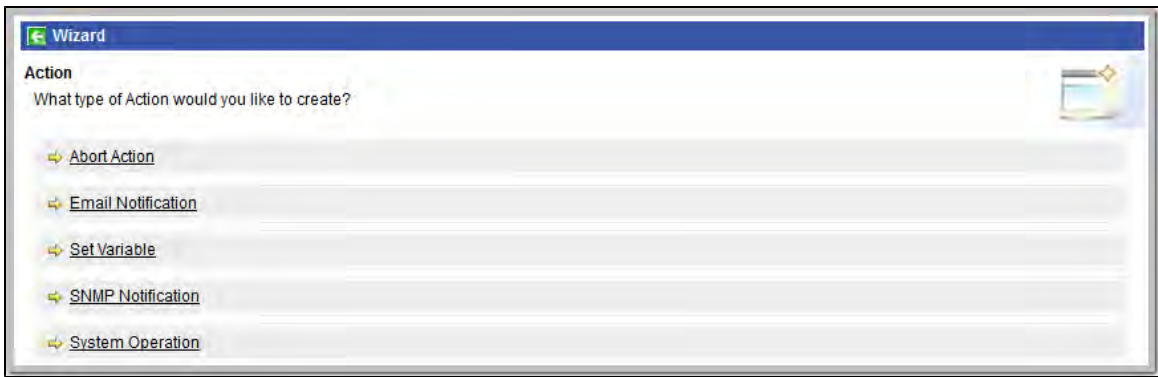 Wizard
Action
What type of Action would you like to create?
Abort Action
Email Notification
Set Variable
SNMP Notification
System Operation